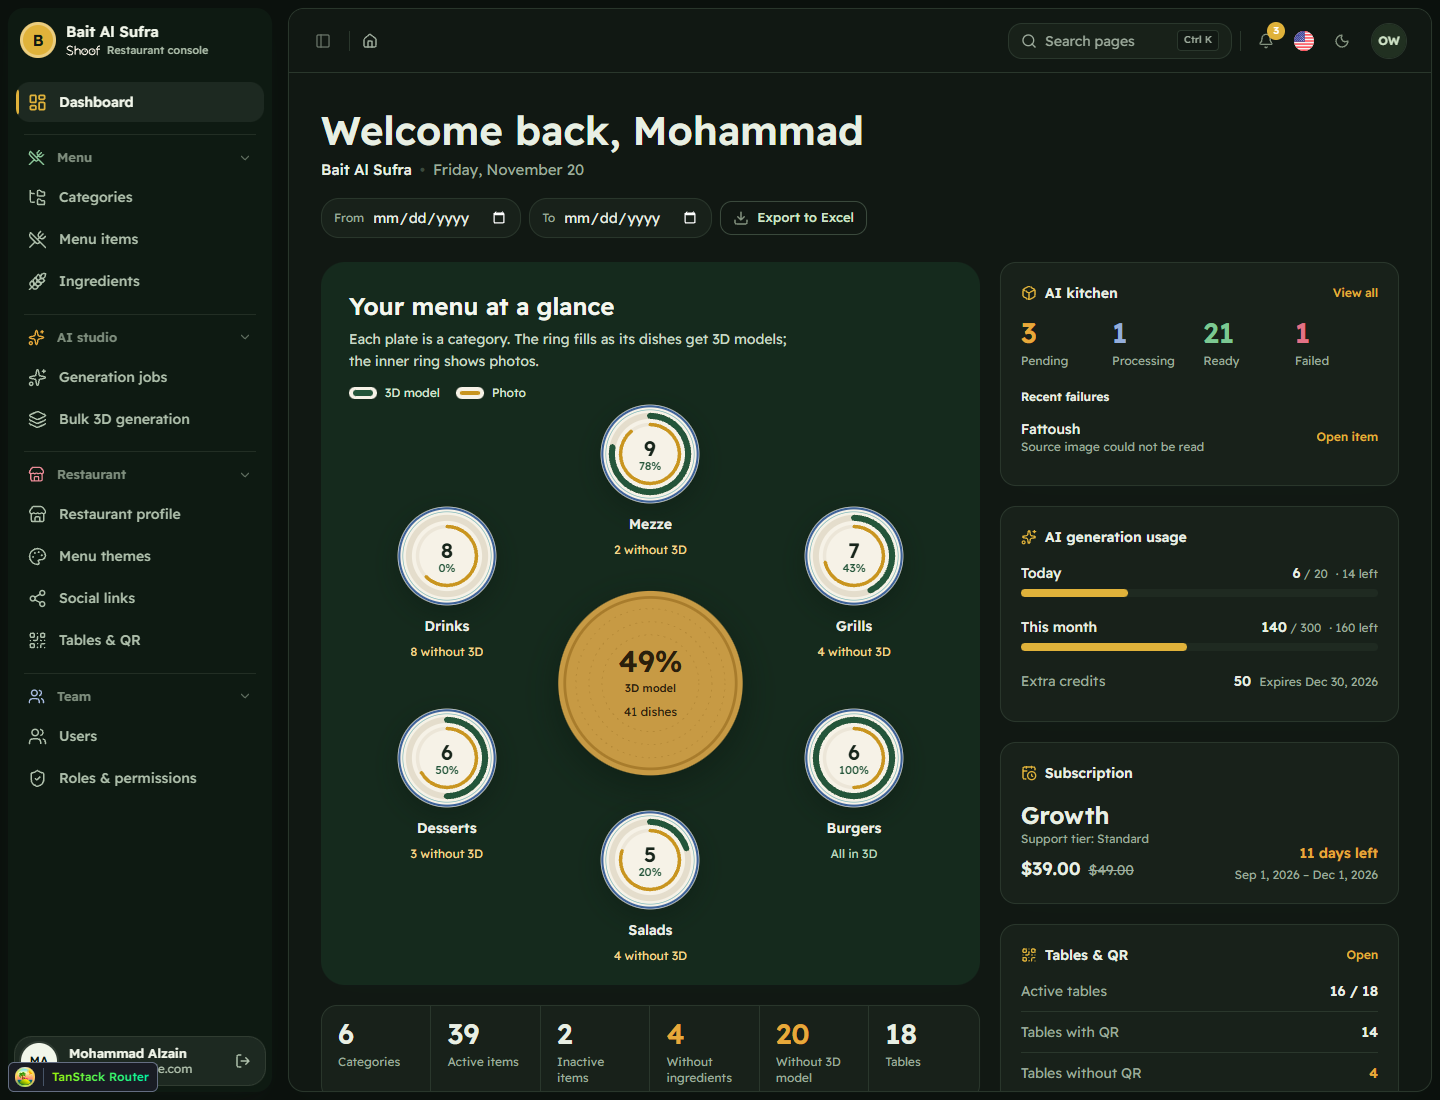 B
Bait Al Sufra
Shoof Restaurant console
Dashboard
Menu
Categories
Menu items
Ingredients
AI studio
Generation jobs
Bulk 3D generation
Restaurant
Restaurant profile
Menu themes
Social links
Tables & QR
Team
Users
Roles & permissions
MA
Mohammad Alzain
e.com
TanStack Router
Search pages
Ctrl K
3
OW
Welcome back, Mohammad
Bait Al Sufra • Friday, November 20
From mm/dd/yyyy
To mm/dd/yyyy
Export to Excel
Your menu at a glance
Each plate is a category. The ring fills as its dishes get 3D models;
the inner ring shows photos.
3D model
Photo
9
78%
Mezze
2 without 3D
8
0%
Drinks
8 without 3D
7
43%
Grills
4 without 3D
49%
3D model
41 dishes
6
50%
Desserts
3 without 3D
6
100%
Burgers
All in 3D
5
20%
Salads
4 without 3D
6
Categories
39
Active items
2
Inactive
items
4
Without
ingredients
20
Without 3D
model
18
Tables
AI kitchen
View all
3
Pending
1
Processing
21
Ready
1
Failed
Recent failures
Fattoush
Source image could not be read
Open item
AI generation usage
Today
6 / 20 · 14 left
This month
140 / 300 · 160 left
Extra credits
50 Expires Dec 30, 2026
Subscription
Growth
Support tier: Standard
$39.00 $49.00
11 days left
Sep 1, 2026 – Dec 1, 2026
Tables & QR
Open
Active tables
16 / 18
Tables with QR
14
Tables without QR
4